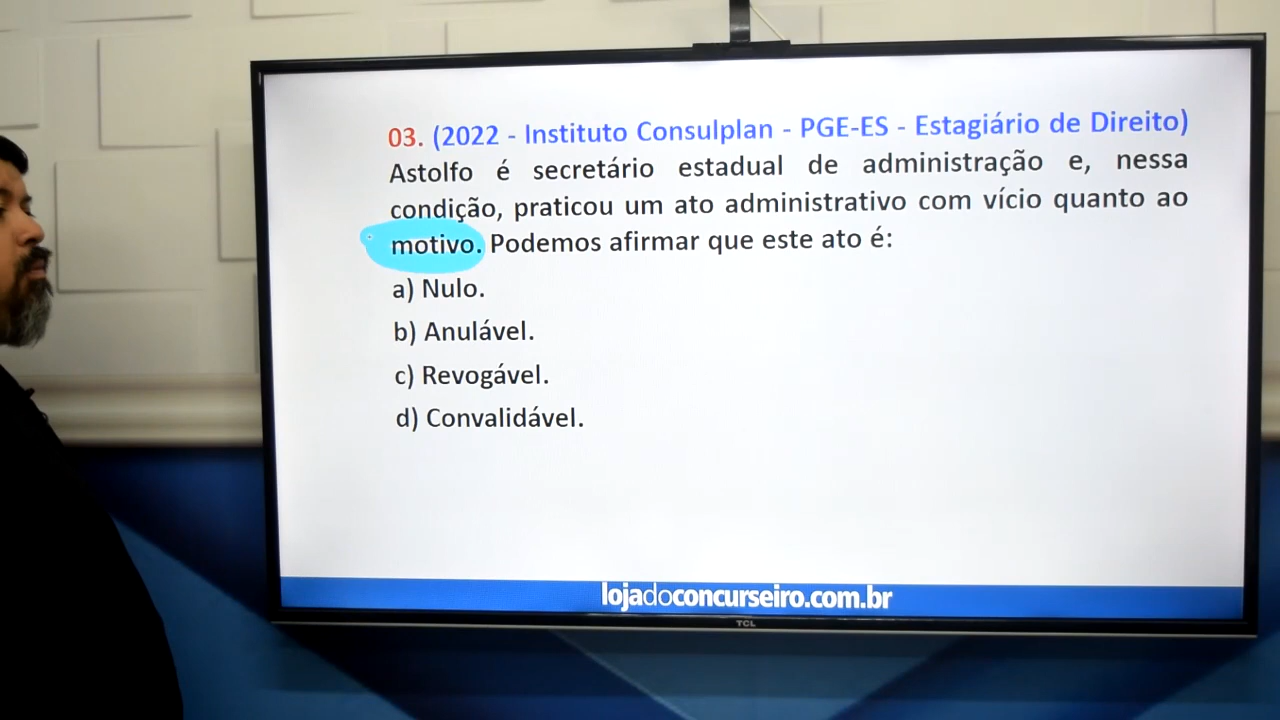 03. (2022 - Instituto Consulplan - PGE-ES - Estagiário de Direito)
Astolfo é secretário estadual de administração e, nessa
condição, praticou um ato administrativo com vício quanto ao
motivo. Podemos afirmar que este ato é:
a) Nulo.
b) Anulável.
c) Revogável.
d) Convalidável.
lojadoconcurseiro.com.br
TCL